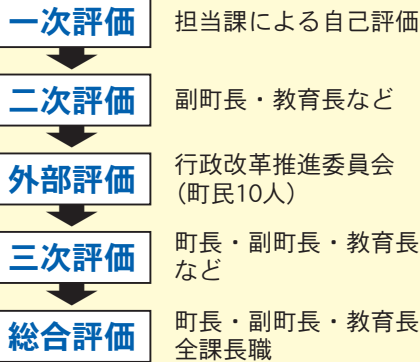 一次評価
担当課による自己評価
二次評価
副町長・教育長など
外部評価
行政改革推進委員会
(町民10人)
三次評価
町長・副町長・教育長
など
総合評価
町長・副町長・教育長
全課長職